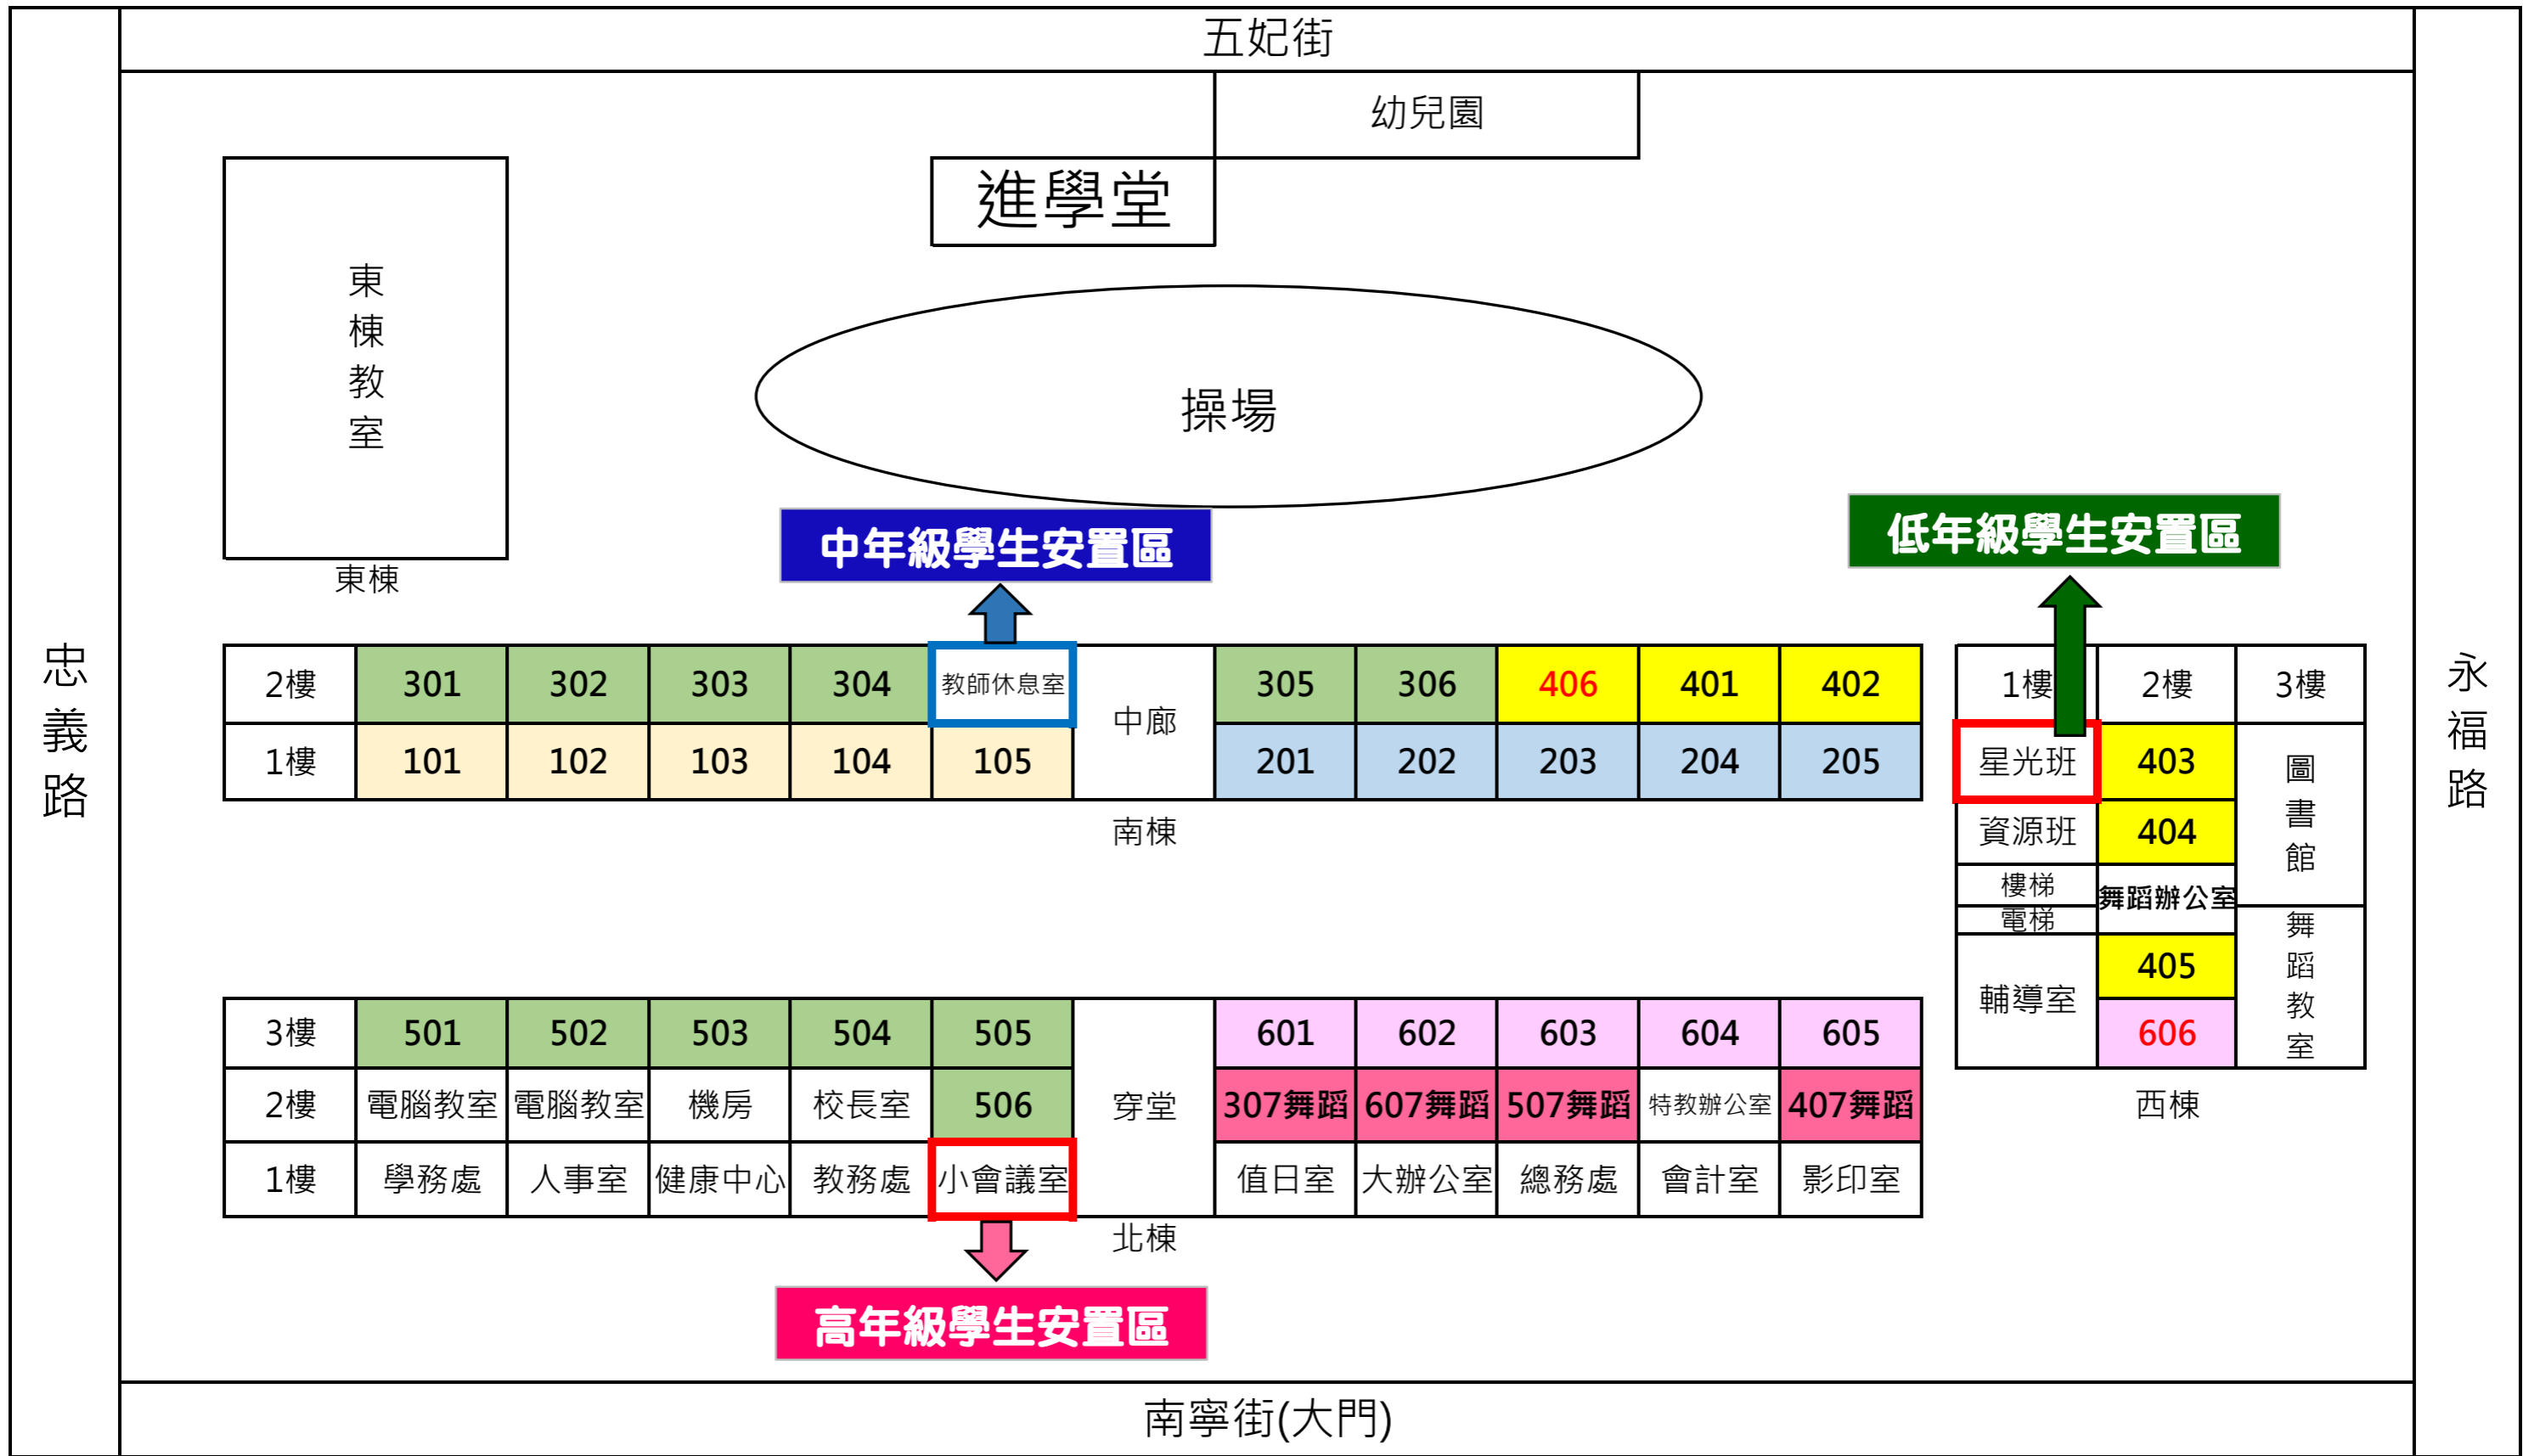 五妃街
幼兒園
進學堂
東棟教室
操場
中年級學生安置區
低年級學生安置區
東棟
忠義路
永福路
2樓 301 302 303 304 教師休息室 中廊 305 306 406 401 402
1樓 101 102 103 104 105 201 202 203 204 205
南棟
1樓 2樓 3樓
星光班 403 圖書館
資源班 404
樓梯 舞蹈辦公室
電梯 舞蹈教室
輔導室 405
606
西棟
3樓 501 502 503 504 505 穿堂 601 602 603 604 605
2樓 電腦教室 電腦教室 機房 校長室 506 307舞蹈 607舞蹈 507舞蹈 特教辦公室 407舞蹈
1樓 學務處 人事室 健康中心 教務處 小會議室 值日室 大辦公室 總務處 會計室 影印室
北棟
高年級學生安置區
南寧街(大門)